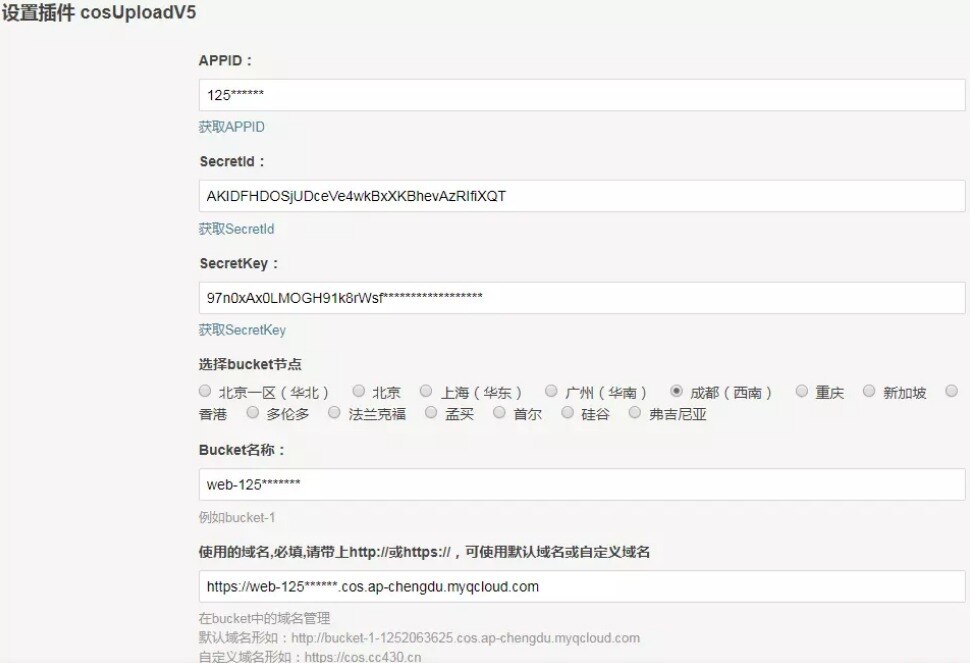 设置插件 cosUploadV5
APPID：
125******
获取APPID
SecretId：
AKIDFHDOSjUDceVe4wkBxXKBhevAzRIfiXQT
获取SecretId
SecretKey：
97n0xAx0LMOGH91k8rWsf******************
获取SecretKey
选择bucket节点
北京一区（华北） 北京 上海（华东） 广州（华南） 成都（西南） 重庆 新加坡
香港 多伦多 法兰克福 孟买 首尔 硅谷 弗吉尼亚
Bucket名称：
web-125*******
例如bucket-1
使用的域名,必填,请带上http://或https://，可使用默认域名或自定义域名
https://web-125******.cos.ap-chengdu.myqcloud.com
在bucket中的域名管理
默认域名形如：http://bucket-1-1252063625.cos.ap-chengdu.myqcloud.com
自定义域名形如：https://cos.cc430.cn